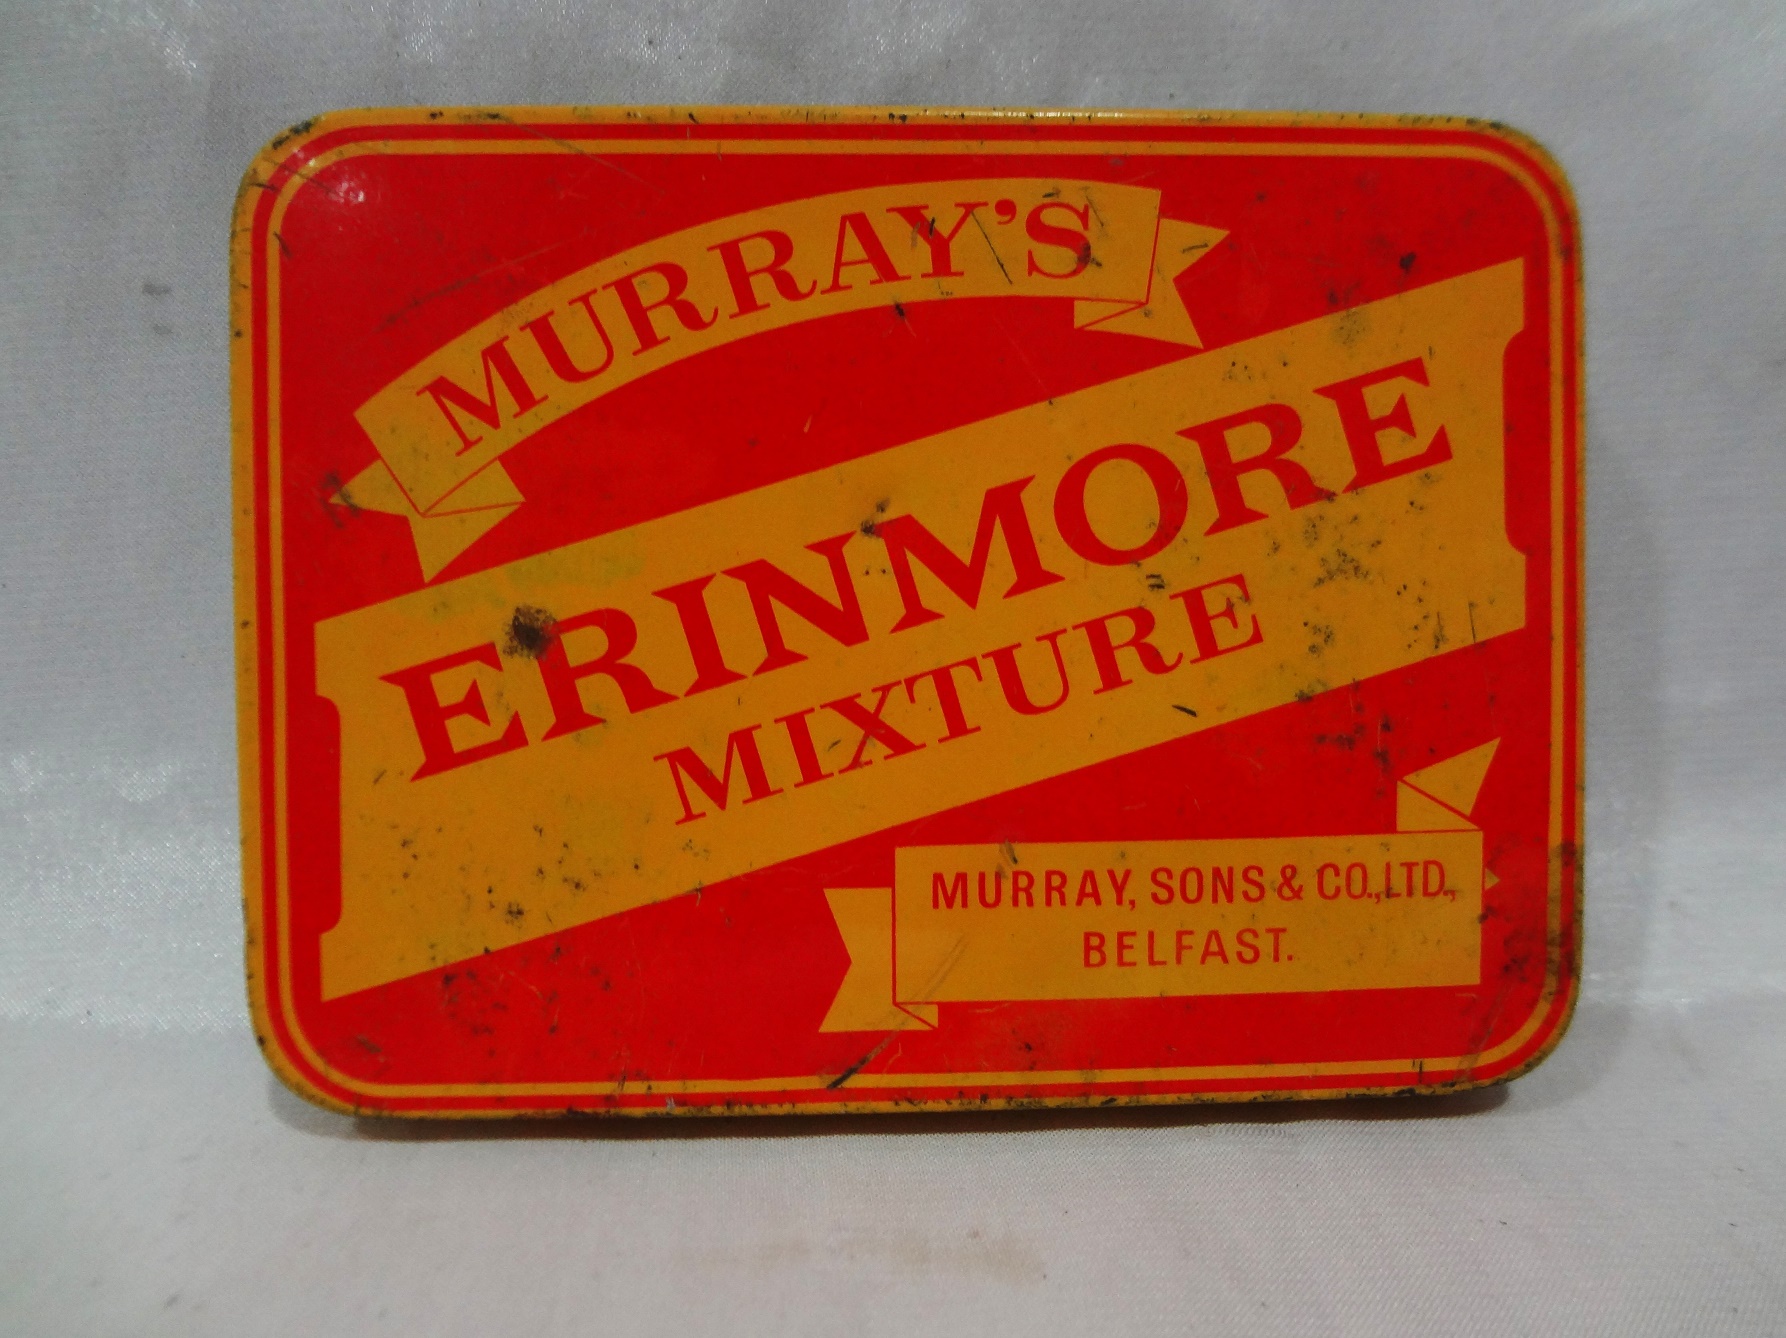 MURRAY'S
ERINMORE
MIXTURE
MURRAY, SONS & CO., LTD.,
BELFAST.